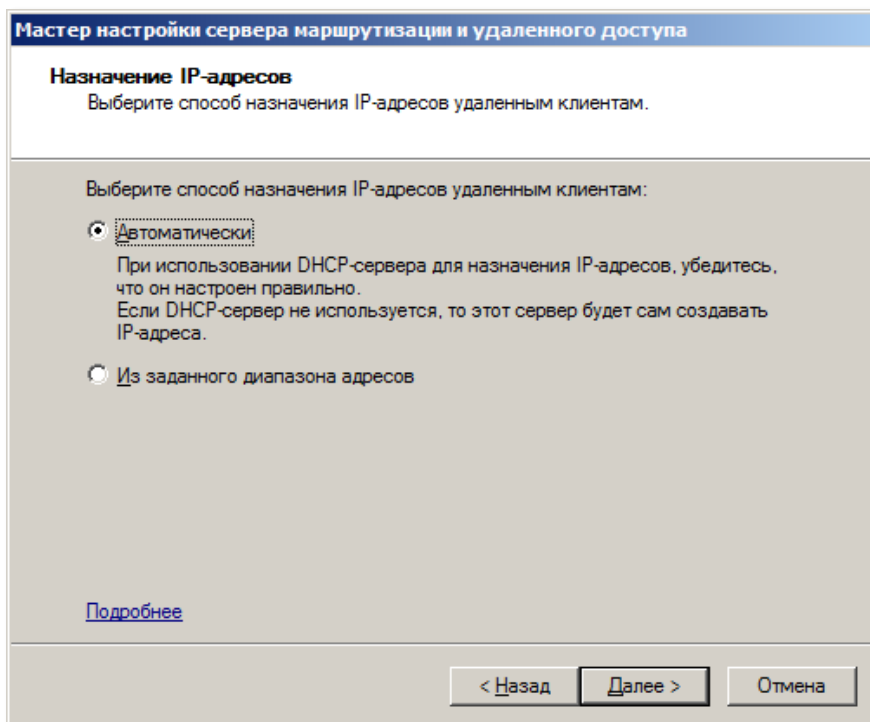 Мастер настройки сервера маршрутизации и удаленного доступа
Назначение IP-адресов
Выберите способ назначения IP-адресов удаленным клиентам.
Выберите способ назначения IP-адресов удаленным клиентам:
Автоматически
При использовании DHCP-сервера для назначения IP-адресов, убедитесь,
что он настроен правильно.
Если DHCP-сервер не используется, то этот сервер будет сам создавать
IP-адреса.
Из заданного диапазона адресов
Подробнее
< Назад Далее > Отмена